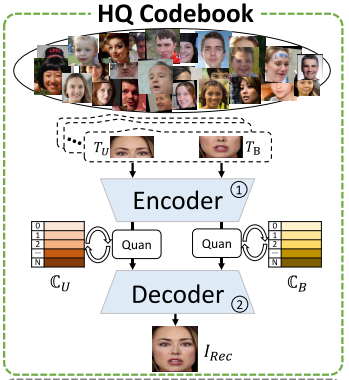 HQ Codebook
T_U
T_B
Encoder ①
0
1
2
...
N
Quan
Quan
0
1
2
...
N
ℂ_U
ℂ_B
Decoder ②
I_Rec